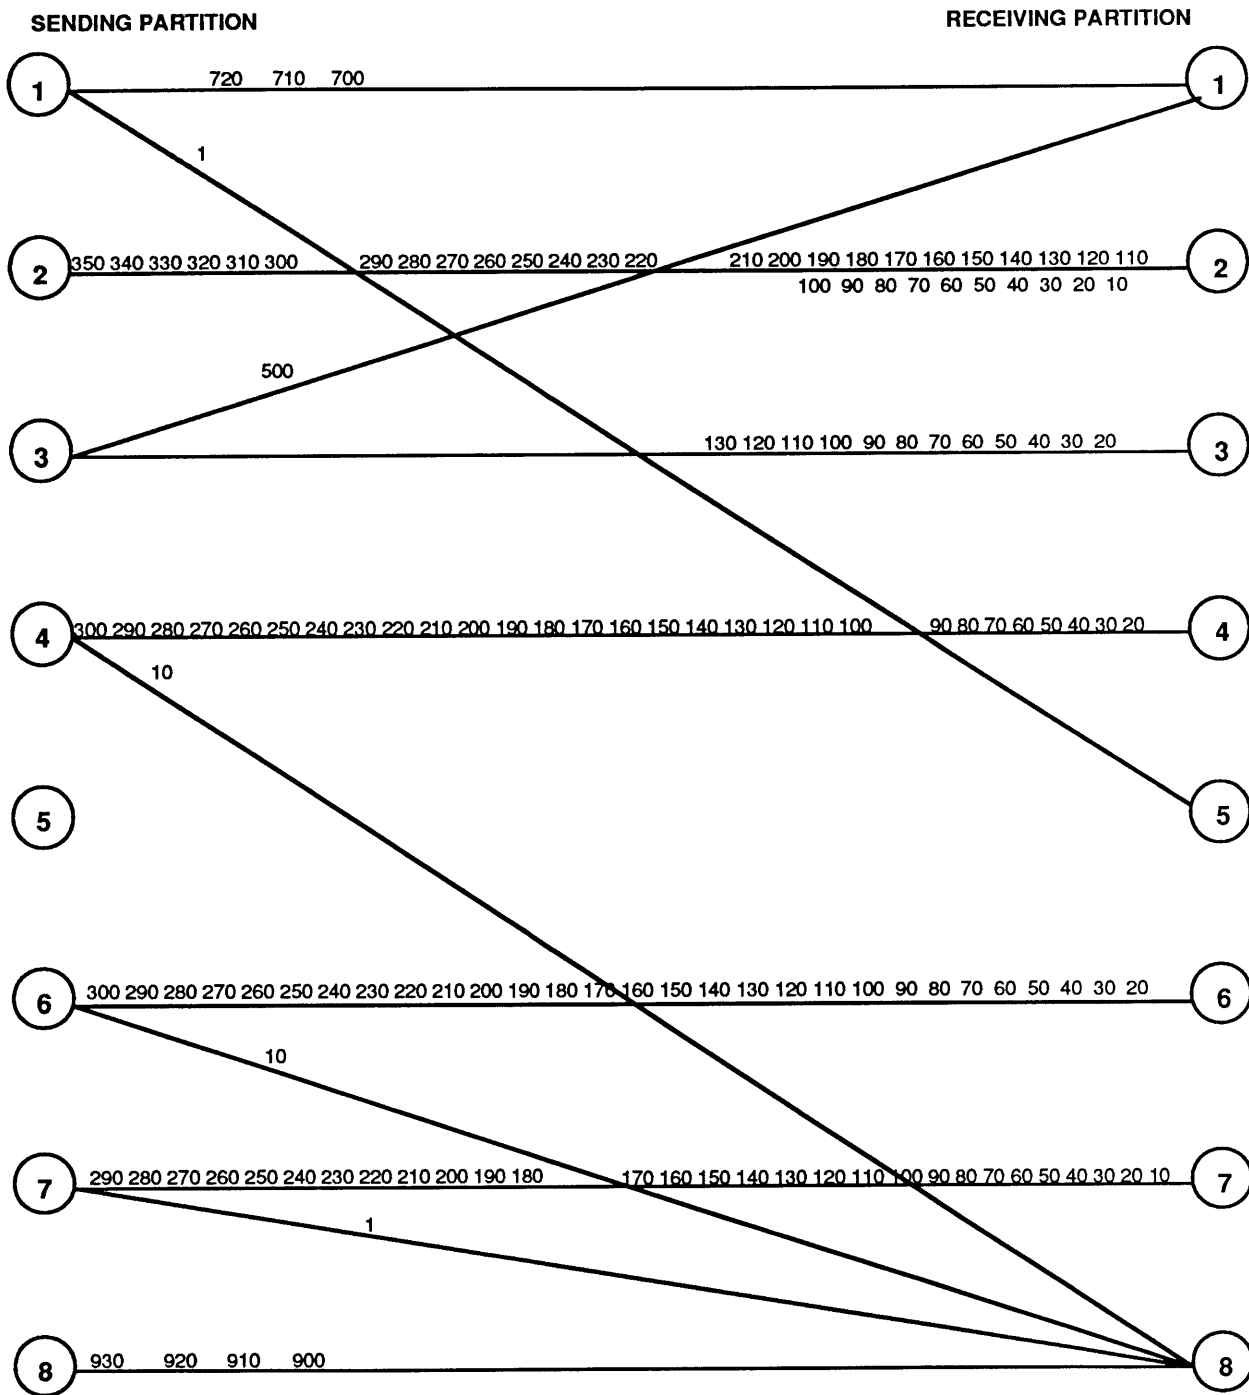 SENDING PARTITION RECEIVING PARTITION
1 720 710 700 1
1
2 350 340 330 320 310 300 290 280 270 260 250 240 230 220 210 200 190 180 170 160 150 140 130 120 110 2
100 90 80 70 60 50 40 30 20 10
500
3 130 120 110 100 90 80 70 60 50 40 30 20 3
4 300 290 280 270 260 250 240 230 220 210 200 190 180 170 160 150 140 130 120 110 100 90 80 70 60 50 40 30 20 4
10
5 5
6 300 290 280 270 260 250 240 230 220 210 200 190 180 170 160 150 140 130 120 110 100 90 80 70 60 50 40 30 20 6
10
7 290 280 270 260 250 240 230 220 210 200 190 180 170 160 150 140 130 120 110 100 90 80 70 60 50 40 30 20 10 7
1
8 930 920 910 900 8